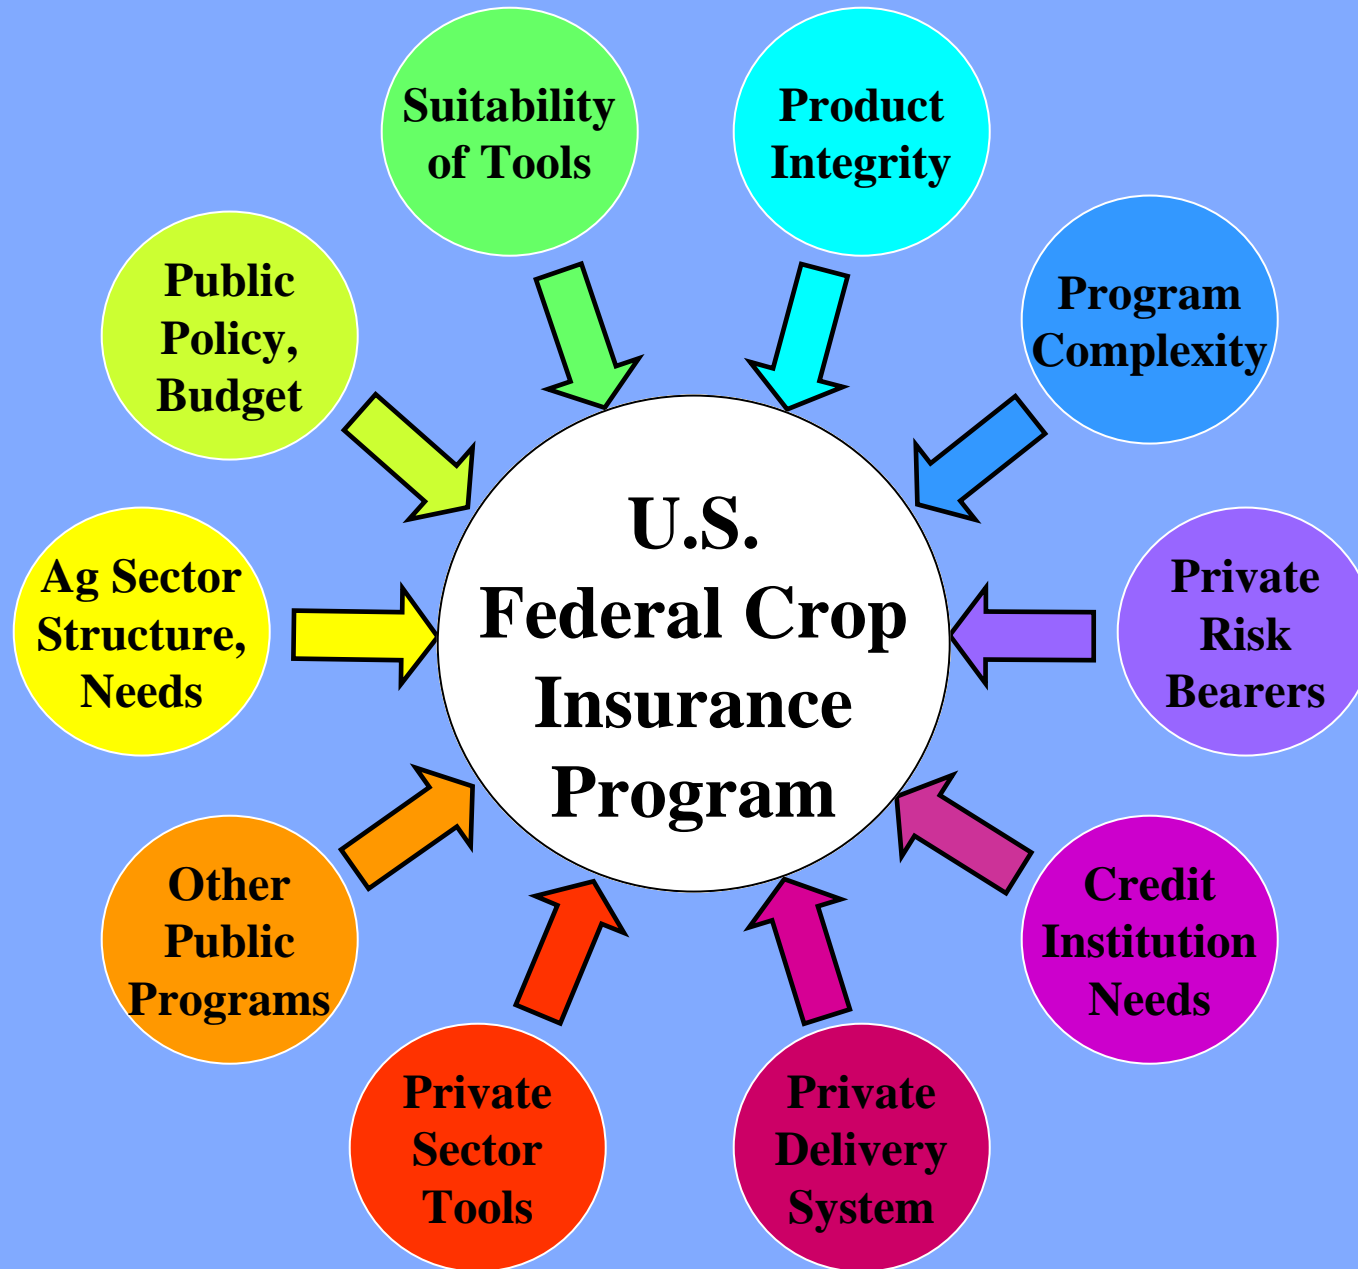 Suitability
of Tools
Product
Integrity
Public
Policy,
Budget
Program
Complexity
Ag Sector
Structure,
Needs
U.S.
Federal Crop
Insurance
Program
Private
Risk
Bearers
Other
Public
Programs
Credit
Institution
Needs
Private
Sector
Tools
Private
Delivery
System